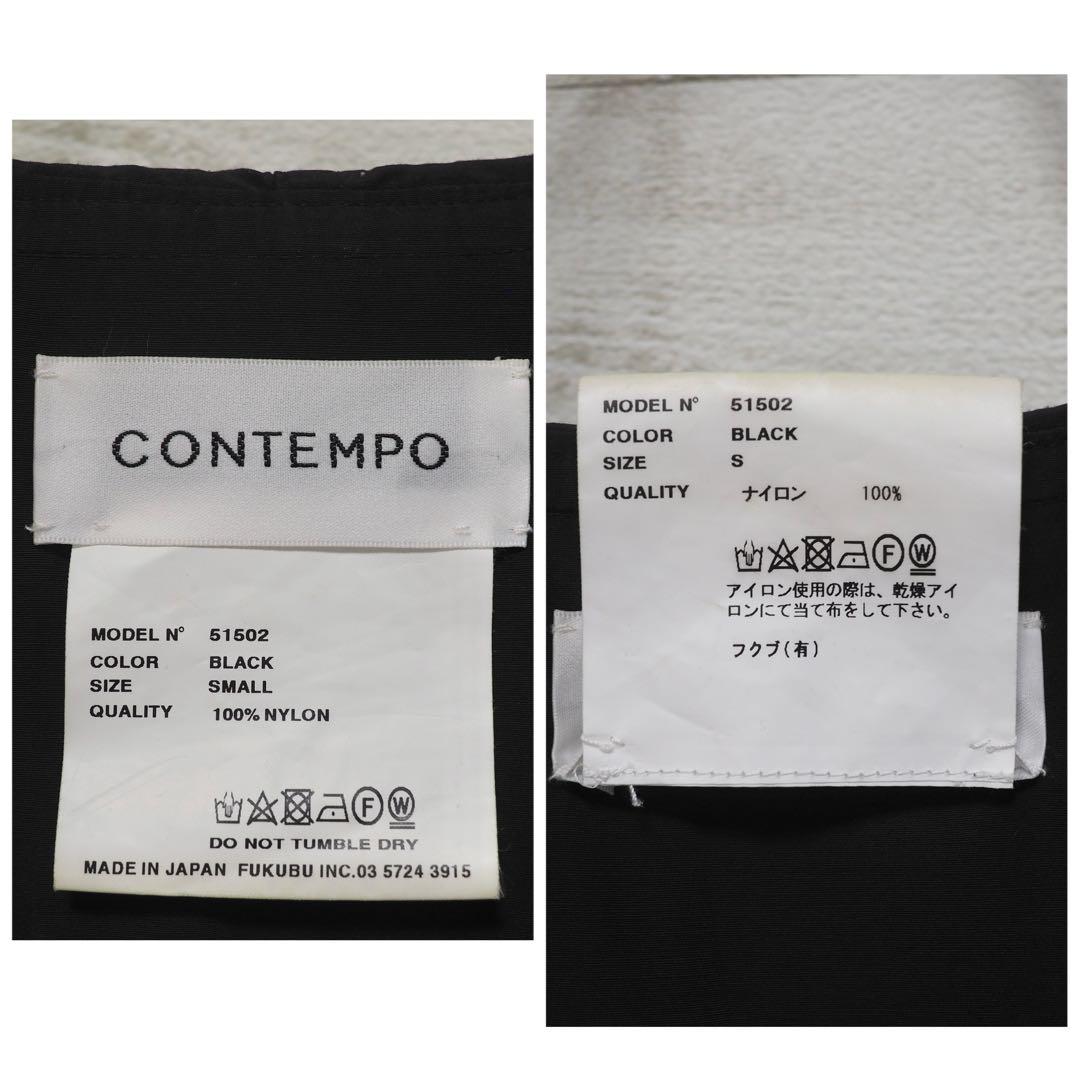 CONTEMPO
MODEL N° 51502
COLOR BLACK
SIZE SMALL
QUALITY 100% NYLON
F W
DO NOT TUMBLE DRY
MADE IN JAPAN FUKUBU INC.03 5724 3915
MODEL N° 51502
COLOR BLACK
SIZE S
QUALITY ナイロン 100%
F W
アイロン使用の際は、乾燥アイ
ロンにて当て布をして下さい。
フクブ(有)